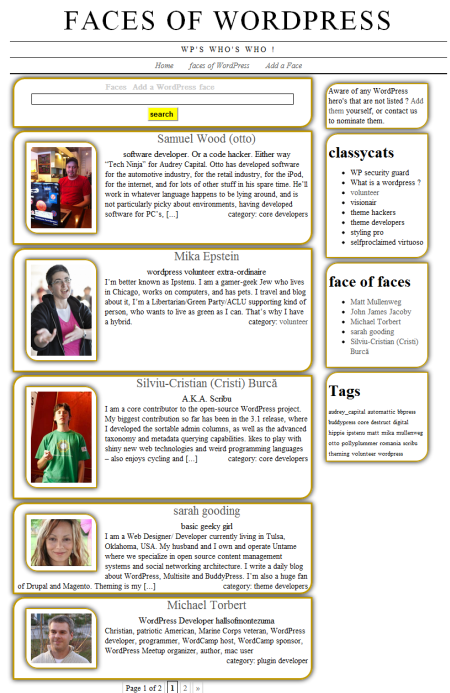 FACES OF WORDPRESS
WP'S WHO'S WHO !
Home faces of WordPress Add a Face
Faces Add a WordPress face
search
Samuel Wood (otto)
software developer. Or a code hacker. Either way
"Tech Ninja" for Audrey Capital. Otto has developed software
for the automotive industry, for the retail industry, for the iPod,
for the internet, and for lots of other stuff in his spare time. He'll
work in whatever language happens to be lying around, and is
not particularly picky about environments, having developed
software for PC's, [...] category: core developers
Mika Epstein
wordpress volunteer extra-ordinaire
I'm better known as Ipstenu. I am a gamer-geek Jew who lives
in Chicago, works on computers, and has pets. I travel and blog
about it, I'm a Libertarian/Green Party/ACLU supporting kind of
person, who wants to live as green as I can. That's why I have
a hybrid. category: volunteer
Silviu-Cristian (Cristi) Burcă
A.K.A. Scribu
I am a core contributor to the open-source WordPress project.
My biggest contribution so far has been in the 3.1 release, where
I developed the sortable admin columns, as well as the advanced
taxonomy and metadata querying capabilities. likes to play with
shiny new web technologies and weird programming languages
– also enjoys cycling and [...] category: core developers
sarah gooding
basic geeky girl
I am a Web Designer/ Developer currently living in Tulsa,
Oklahoma, USA. My husband and I own and operate Untame
where we specialize in open source content management
systems and social networking architecture. I write a daily blog
about WordPress, Multisite and BuddyPress. I'm also a huge fan
of Drupal and Magento. Theming is my [...] category: theme developers
Michael Torbert
WordPress Developer hallsofmontezuma
Christian, patriotic American, Marine Corps veteran, WordPress
developer, programmer, WordCamp host, WordCamp sponsor,
WordPress Meetup organizer, author, mac user
category: plugin developer
Page 1 of 2 1 2 »
Aware of any WordPress
hero's that are not listed ? Add
them yourself, or contact us
to nominate them.
classycats
WP security guard
What is a wordpress ?
volunteer
visionair
theme hackers
theme developers
styling pro
selfproclaimed virtuoso
face of faces
Matt Mullenweg
John James Jacoby
Michael Torbert
sarah gooding
Silviu-Cristian (Cristi)
Burcă
Tags
audrey_capital automattic bbpress
buddypress core destruct digital
hippie ipstenu matt mika mullenweg
otto pollyplummer romania scribu
theming volunteer wordpress